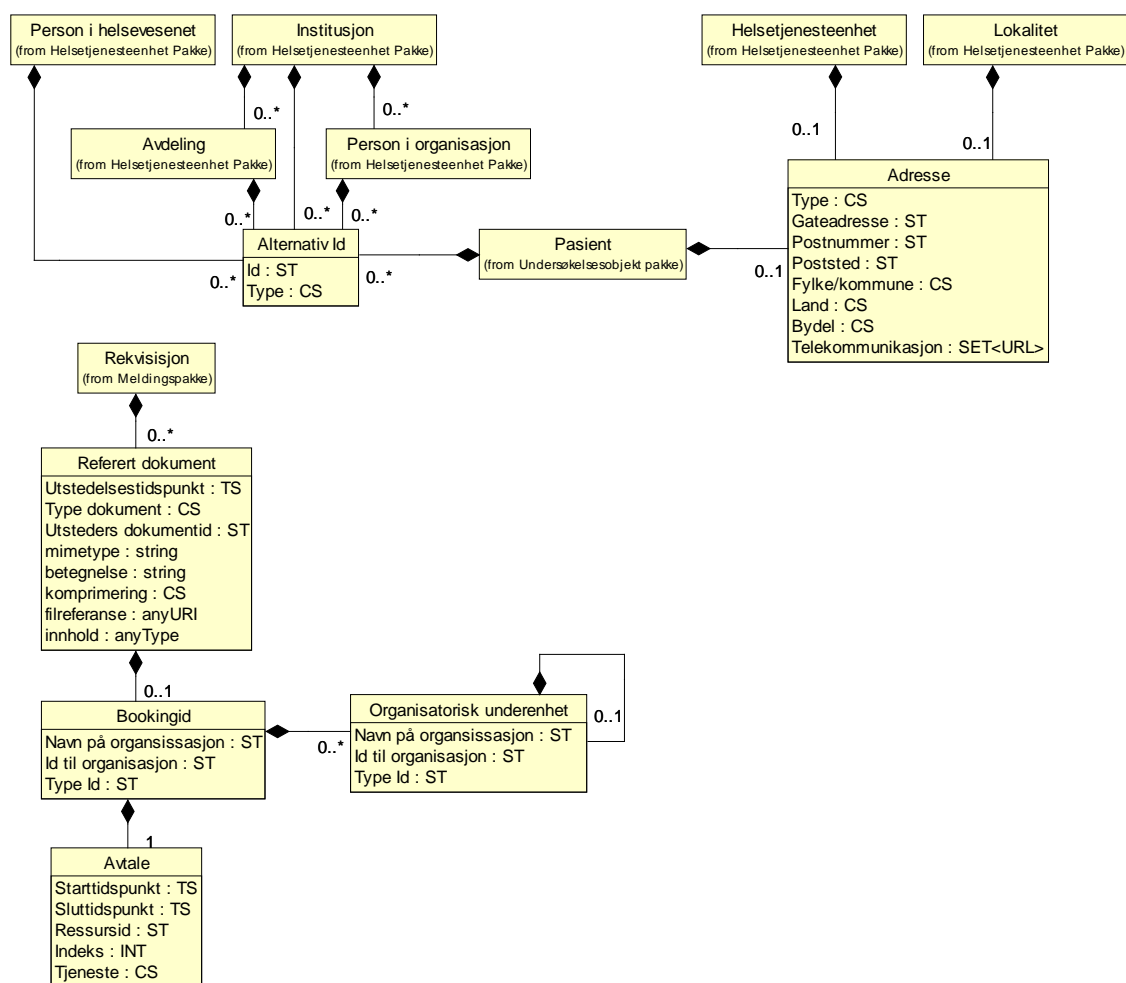 Person i helsevesenet
(from Helsetjenesteenhet Pakke)
Institusjon
(from Helsetjenesteenhet Pakke)
Helsetjenesteenhet
(from Helsetjenesteenhet Pakke)
Lokalitet
(from Helsetjenesteenhet Pakke)
0..*
0..*
Avdeling
(from Helsetjenesteenhet Pakke)
Person i organisasjon
(from Helsetjenesteenhet Pakke)
0..1
0..1
0..*
0..*
0..*
Alternativ Id
Id : ST
Type : CS
0..*
0..*
Pasient
(from Undersøkelsesobjekt pakke)
0..1
Adresse
Type : CS
Gateadresse : ST
Postnummer : ST
Poststed : ST
Fylke/kommune : CS
Land : CS
Bydel : CS
Telekommunikasjon : SET<URL>
Rekvisisjon
(from Meldingspakke)
0..*
Referert dokument
Utstedelsestidspunkt : TS
Type dokument : CS
Utsteders dokumentid : ST
mimetype : string
betegnelse : string
komprimering : CS
filreferanse : anyURI
innhold : anyType
0..1
Bookingid
Navn på organsissasjon : ST
Id til organisasjon : ST
Type Id : ST
0..*
Organisatorisk underenhet
Navn på organsissasjon : ST
Id til organisasjon : ST
Type Id : ST
0..1
1
Avtale
Starttidspunkt : TS
Sluttidspunkt : TS
Ressursid : ST
Indeks : INT
Tjeneste : CS